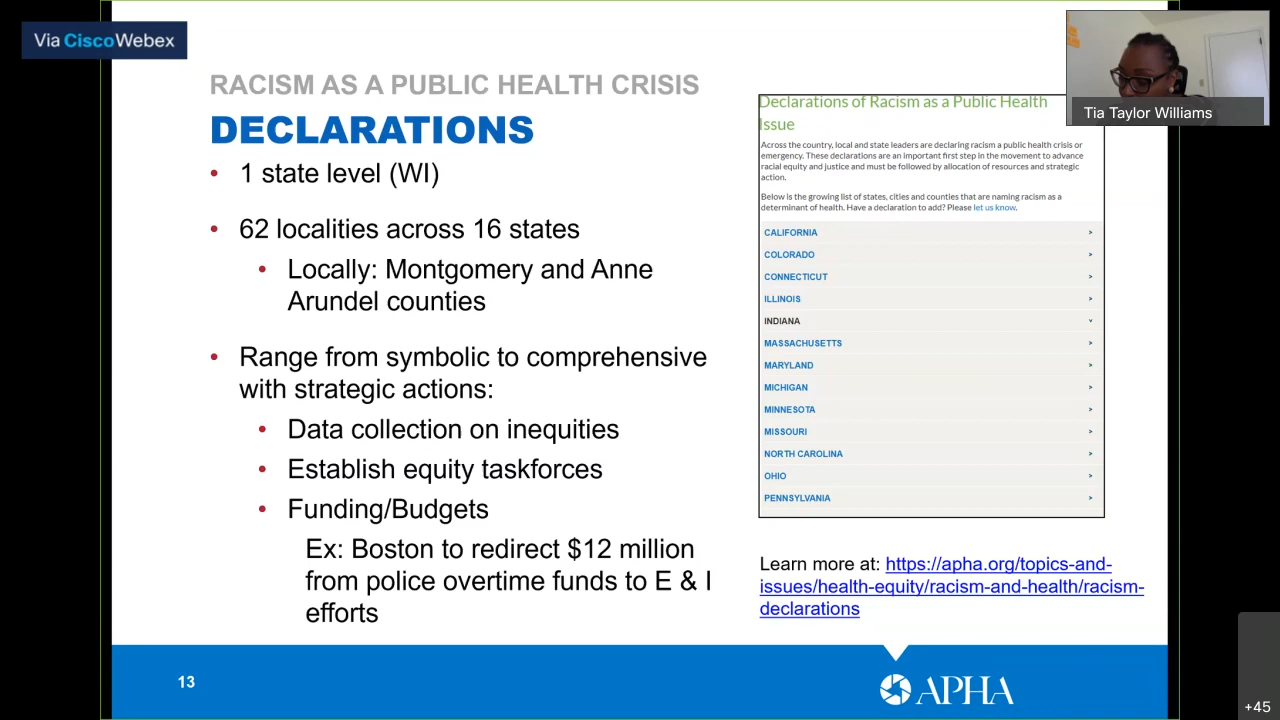 Via CiscoWebex
RACISM AS A PUBLIC HEALTH CRISIS
DECLARATIONS
• 1 state level (WI)
• 62 localities across 16 states
• Locally: Montgomery and Anne
Arundel counties
• Range from symbolic to comprehensive
with strategic actions:
• Data collection on inequities
• Establish equity taskforces
• Funding/Budgets
Ex: Boston to redirect $12 million
from police overtime funds to E & I
efforts
Declarations of Racism as a Public Health
Issue
Across the country, local and state leaders are declaring racism a public health crisis or
emergency. These declarations are an important first step in the movement to advance
racial equity and justice and must be followed by allocation of resources and strategic
action.
Below is the growing list of states, cities and counties that are naming racism as a
determinant of health. Have a declaration to add? Please let us know.
CALIFORNIA
COLORADO
CONNECTICUT
ILLINOIS
INDIANA
MASSACHUSETTS
MARYLAND
MICHIGAN
MINNESOTA
MISSOURI
NORTH CAROLINA
OHIO
PENNSYLVANIA
Learn more at: https://apha.org/topics-and-
issues/health-equity/racism-and-health/racism-
declarations
Tia Taylor Williams
13
APHA
+45